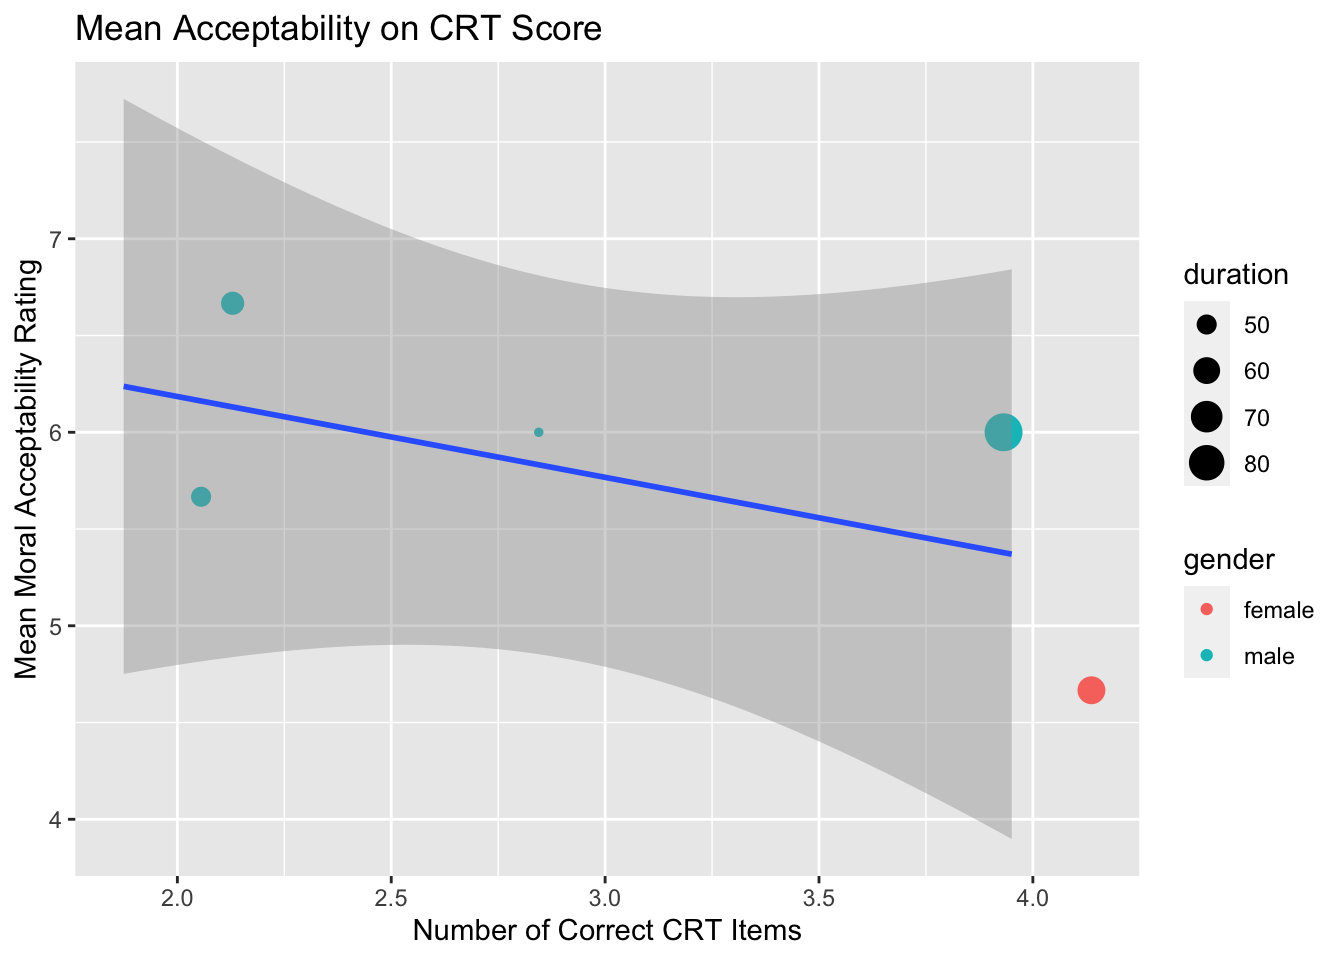 Mean Acceptability on CRT Score
Mean Moral Acceptability Rating
7
6
5
4
2.0
2.5
3.0
3.5
4.0
Number of Correct CRT Items
duration
50
60
70
80
gender
female
male